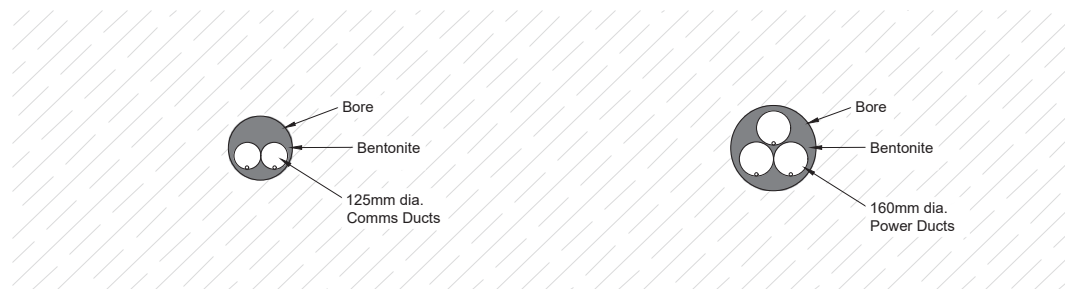 Bore
Bentonite
125mm dia.
Comms Ducts
Bore
Bentonite
160mm dia.
Power Ducts